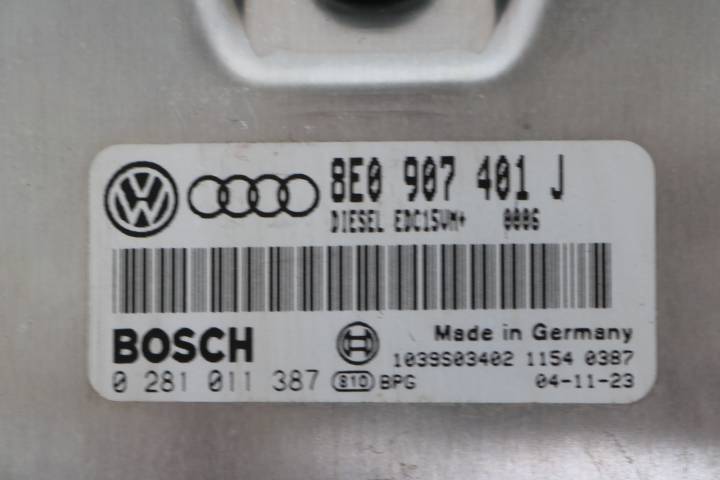 8E0 907 401 J
DIESEL EDC15VM+ 0006
BOSCH
Made in Germany
1039S03402 1154 0387
0 281 011 387 810 BPG 04-11-23